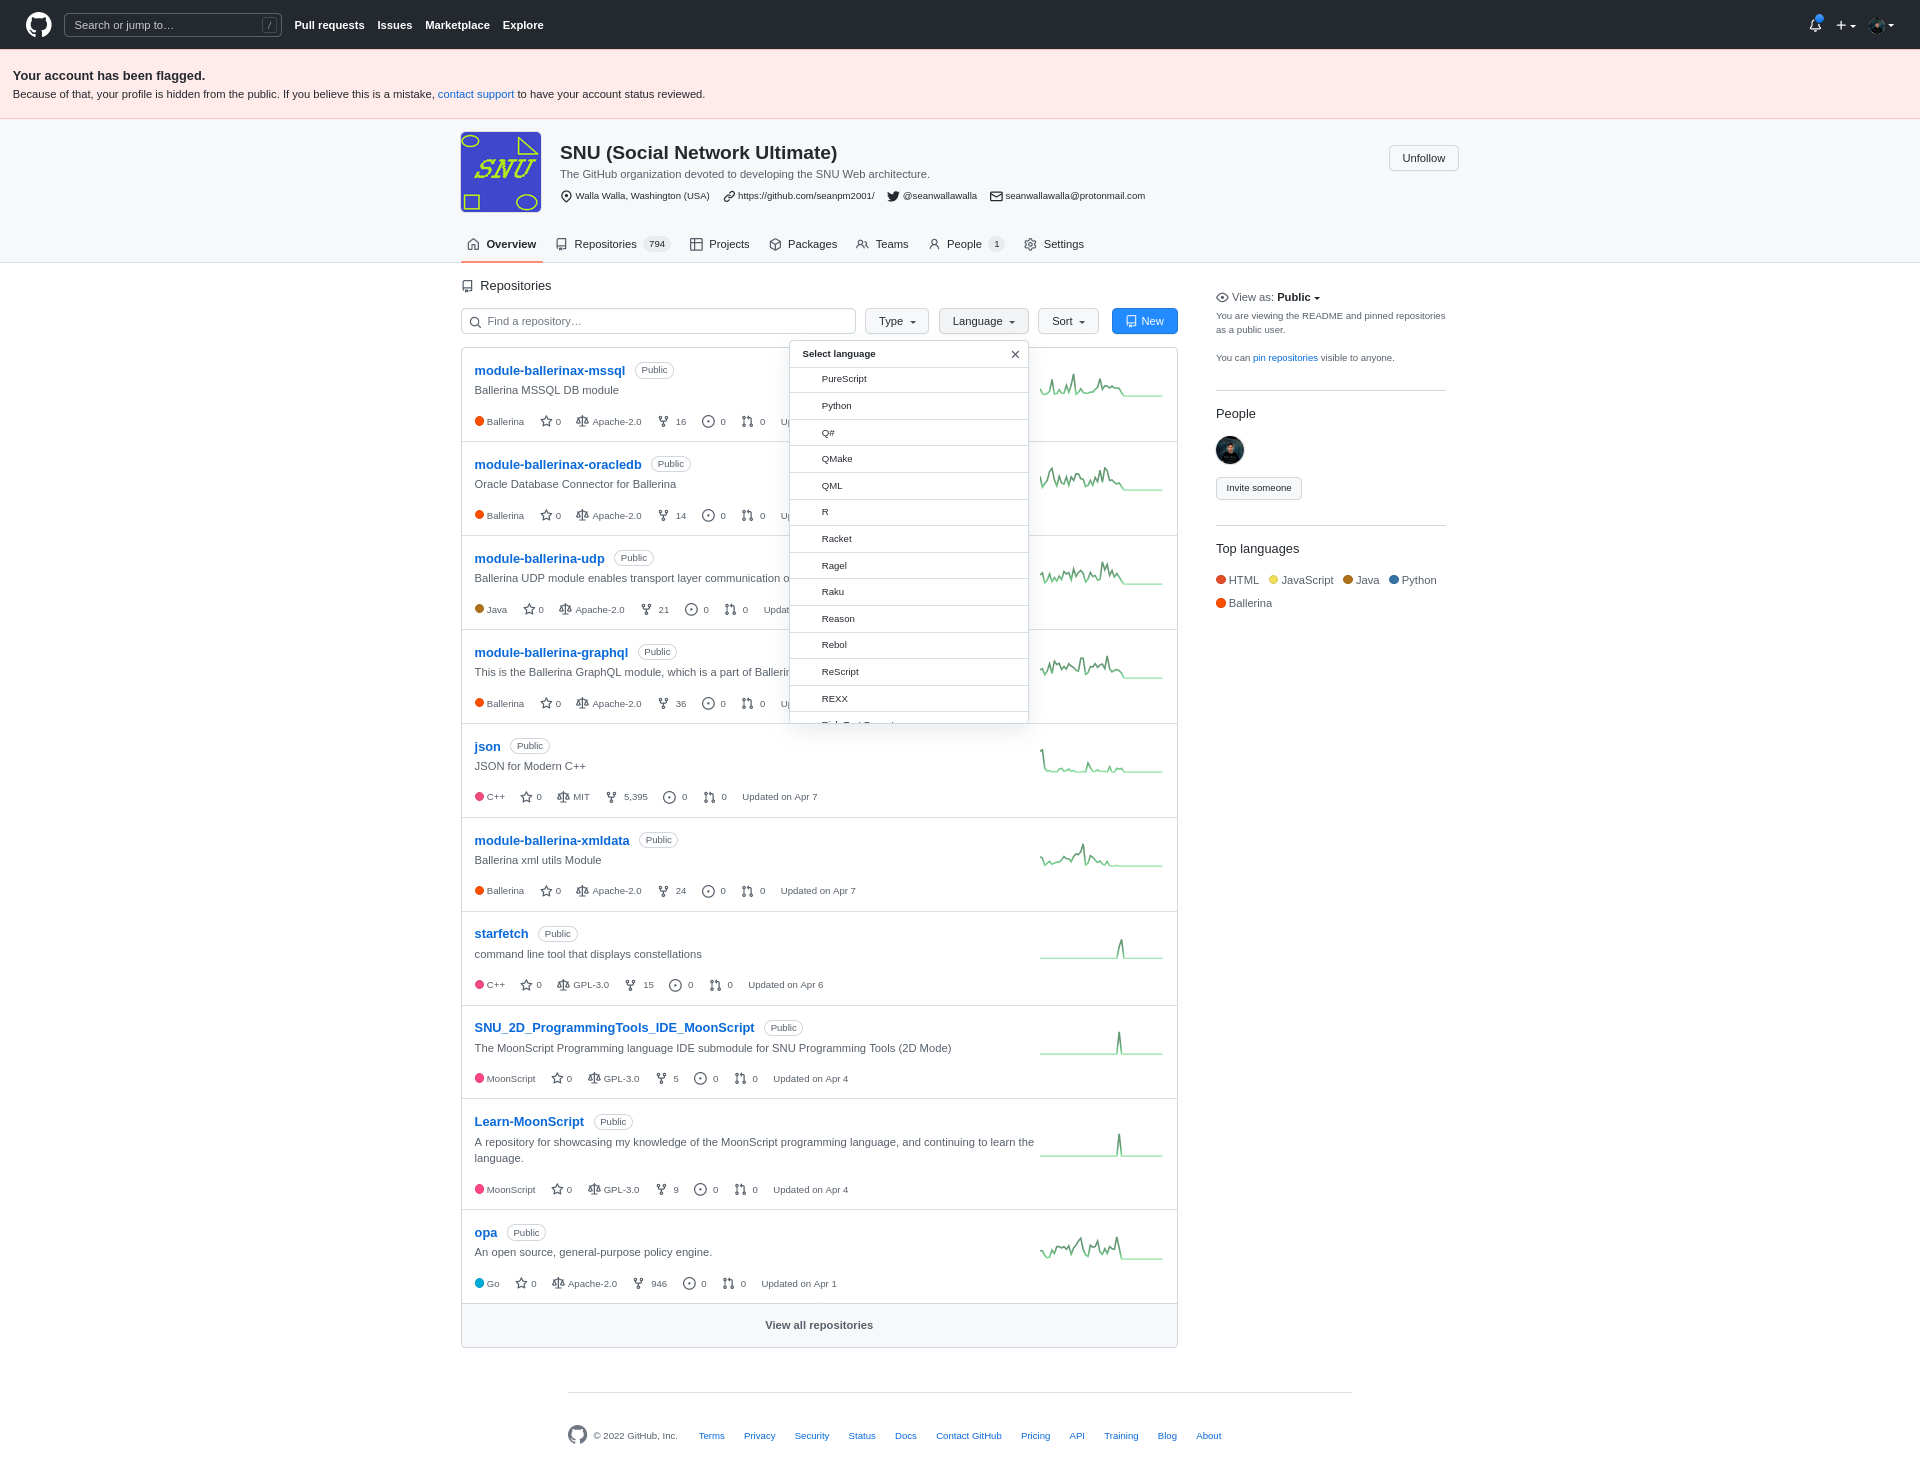 Search or jump to… /
Pull requests Issues Marketplace Explore
Your account has been flagged.
Because of that, your profile is hidden from the public. If you believe this is a mistake, contact support to have your account status reviewed.
SNU
SNU (Social Network Ultimate)
Unfollow
The GitHub organization devoted to developing the SNU Web architecture.
Walla Walla, Washington (USA) https://github.com/seanpm2001/ @seanwallawalla seanwallawalla@protonmail.com
Overview Repositories 794 Projects Packages Teams People 1 Settings
Repositories
Find a repository… Type Language Sort New
Select language
PureScript
Python
Q#
QMake
QML
R
Racket
Ragel
Raku
Reason
Rebol
ReScript
REXX
module-ballerinax-mssql Public
Ballerina MSSQL DB module
Ballerina 0 Apache-2.0 16 0 0
module-ballerinax-oracledb Public
Oracle Database Connector for Ballerina
Ballerina 0 Apache-2.0 14 0 0
module-ballerina-udp Public
Ballerina UDP module enables transport layer communication o
Java 0 Apache-2.0 21 0 0 Updat
module-ballerina-graphql Public
This is the Ballerina GraphQL module, which is a part of Ballerin
Ballerina 0 Apache-2.0 36 0 0
json Public
JSON for Modern C++
C++ 0 MIT 5,395 0 0 Updated on Apr 7
module-ballerina-xmldata Public
Ballerina xml utils Module
Ballerina 0 Apache-2.0 24 0 0 Updated on Apr 7
starfetch Public
command line tool that displays constellations
C++ 0 GPL-3.0 15 0 0 Updated on Apr 6
SNU_2D_ProgrammingTools_IDE_MoonScript Public
The MoonScript Programming language IDE submodule for SNU Programming Tools (2D Mode)
MoonScript 0 GPL-3.0 5 0 0 Updated on Apr 4
Learn-MoonScript Public
A repository for showcasing my knowledge of the MoonScript programming language, and continuing to learn the
language.
MoonScript 0 GPL-3.0 9 0 0 Updated on Apr 4
opa Public
An open source, general-purpose policy engine.
Go 0 Apache-2.0 946 0 0 Updated on Apr 1
View all repositories
View as: Public
You are viewing the README and pinned repositories
as a public user.
You can pin repositories visible to anyone.
People
Invite someone
Top languages
HTML JavaScript Java Python
Ballerina
© 2022 GitHub, Inc. Terms Privacy Security Status Docs Contact GitHub Pricing API Training Blog About